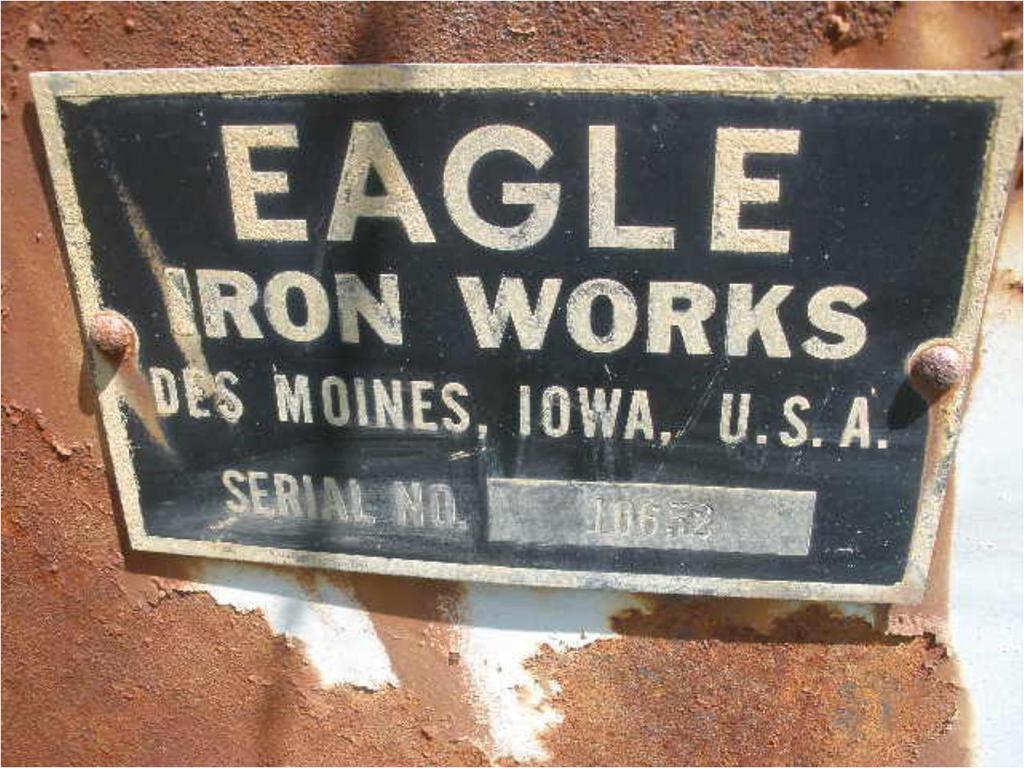 EAGLE
IRON WORKS
DES MOINES, IOWA, U.S.A.
SERIAL NO.